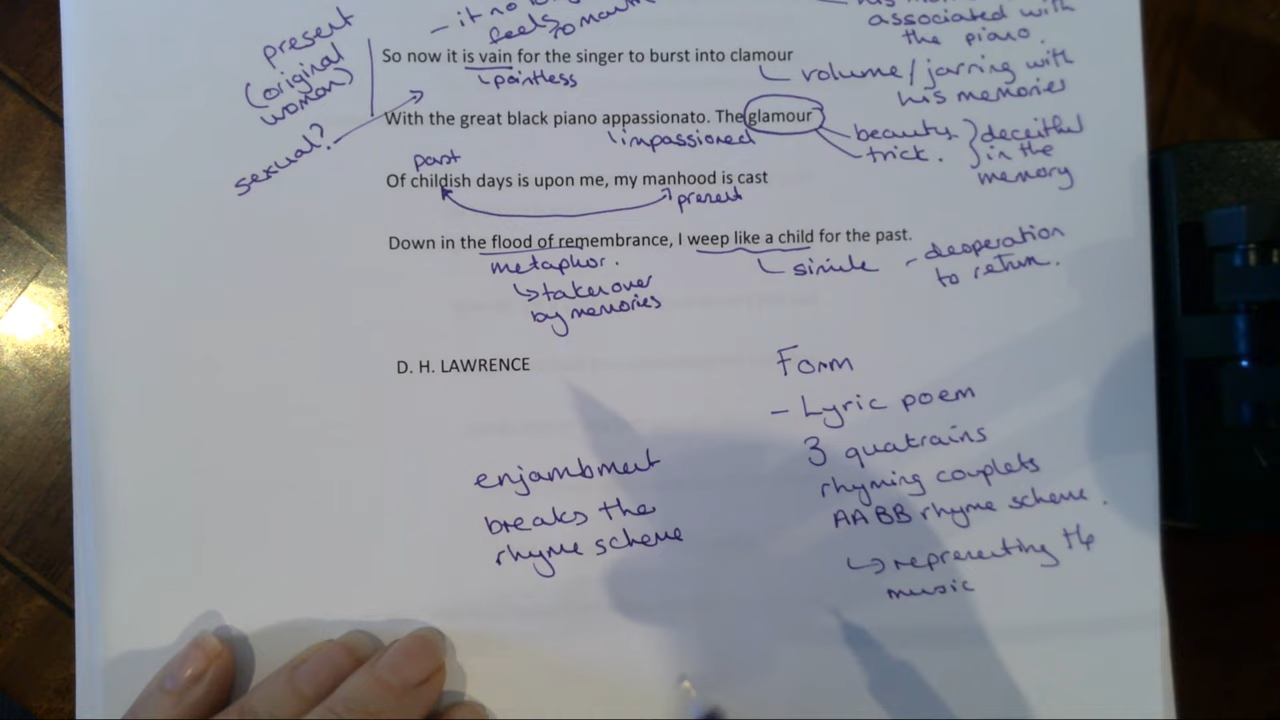 present
(original
woman)
sexual?
- it no
feels
associated with
the piano.
So now it is vain for the singer to burst into clamour
pointless
volume / jarring with
his memories
With the great black piano appassionato. The glamour
impassioned
beauty
trick.
deceitful
in the
memory
past
Of childish days is upon me, my manhood is cast
present
Down in the flood of remembrance, I weep like a child for the past.
metaphor.
takeover
by memories
simile
- desperation
to return.
D. H. LAWRENCE
Form
- Lyric poem
3 quatrains
rhyming couplets
AABB rhyme scheme.
representing the
music
enjambment
breaks the
rhyme scheme